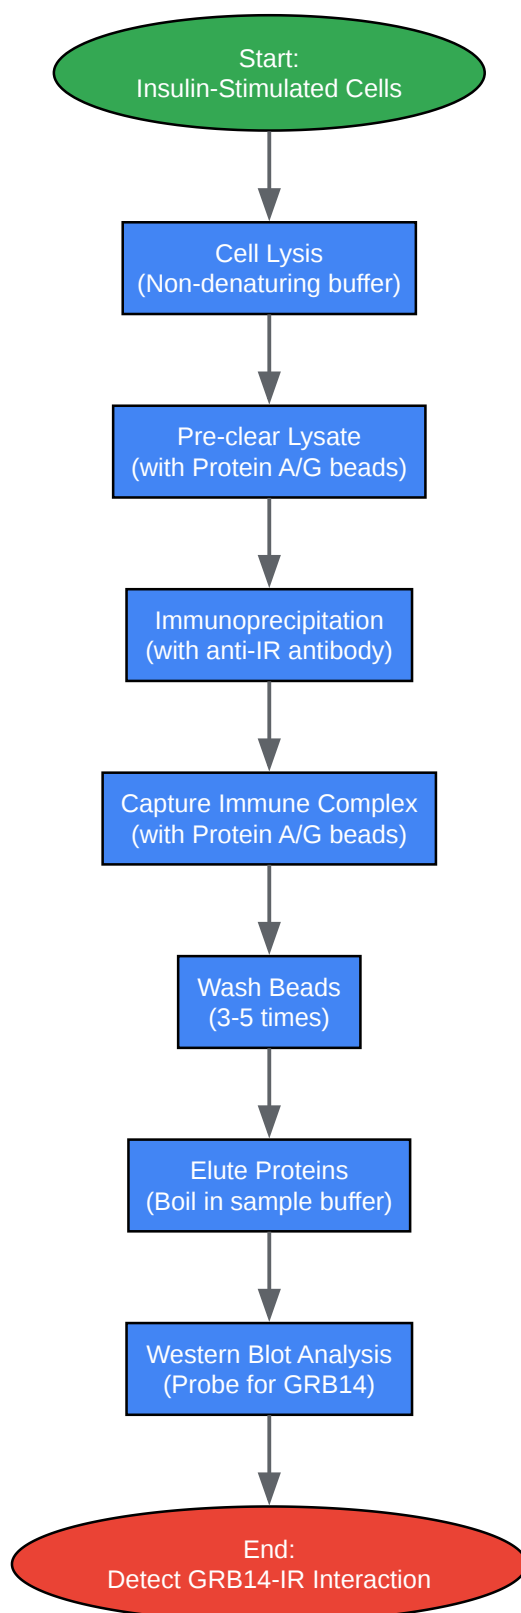 Start:
Insulin-Stimulated Cells
Cell Lysis
(Non-denaturing buffer)
Pre-clear Lysate
(with Protein A/G beads)
Immunoprecipitation
(with anti-IR antibody)
Capture Immune Complex
(with Protein A/G beads)
Wash Beads
(3-5 times)
Elute Proteins
(Boil in sample buffer)
Western Blot Analysis
(Probe for GRB14)
End:
Detect GRB14-IR Interaction